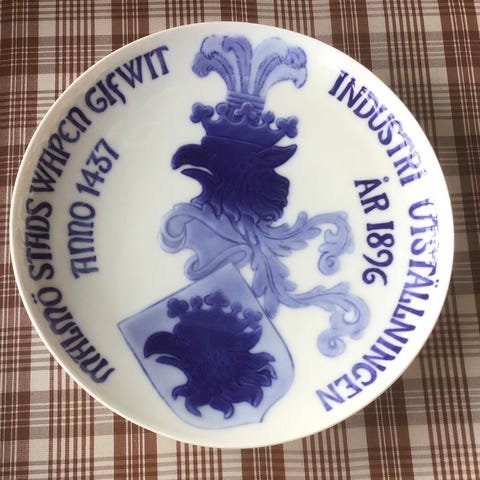 MALMÖ STADS WAPEN GIFWIT
ANNO 1437
INDUSTRI UTSTÄLLNINGEN
ÅR 1896